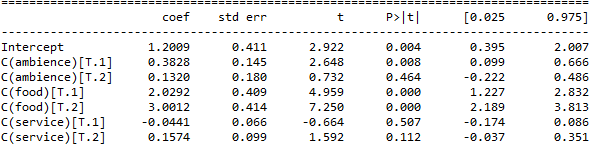 coef std err t P>|t| [0.025 0.975]
Intercept 1.2009 0.411 2.922 0.004 0.395 2.007
C(ambience)[T.1] 0.3828 0.145 2.648 0.008 0.099 0.666
C(ambience)[T.2] 0.1320 0.180 0.732 0.464 -0.222 0.486
C(food)[T.1] 2.0292 0.409 4.959 0.000 1.227 2.832
C(food)[T.2] 3.0012 0.414 7.250 0.000 2.189 3.813
C(service)[T.1] -0.0441 0.066 -0.664 0.507 -0.174 0.086
C(service)[T.2] 0.1574 0.099 1.592 0.112 -0.037 0.351